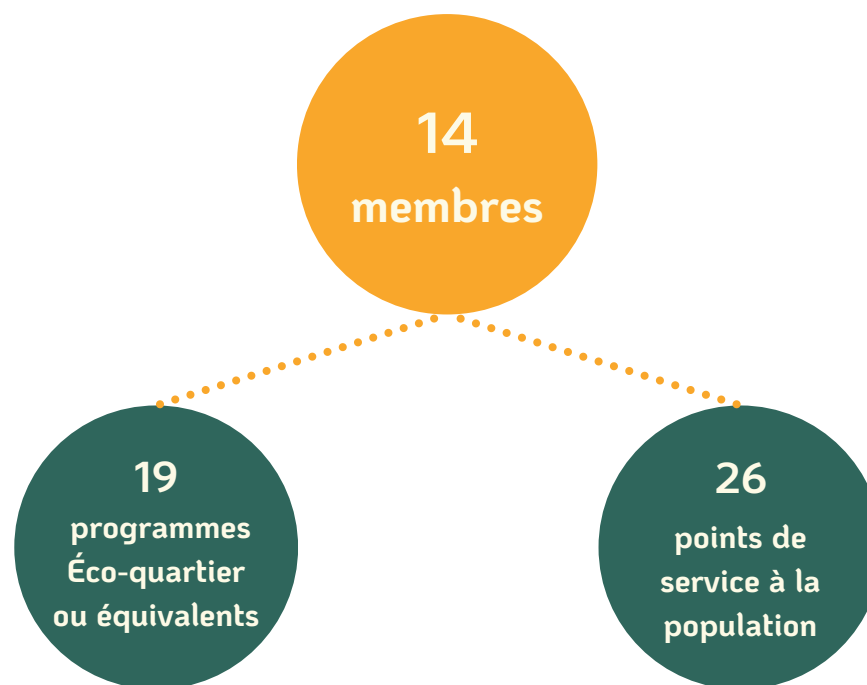 14
membres
19
programmes
Éco-quartier
ou équivalents
26
points de
service à la
population